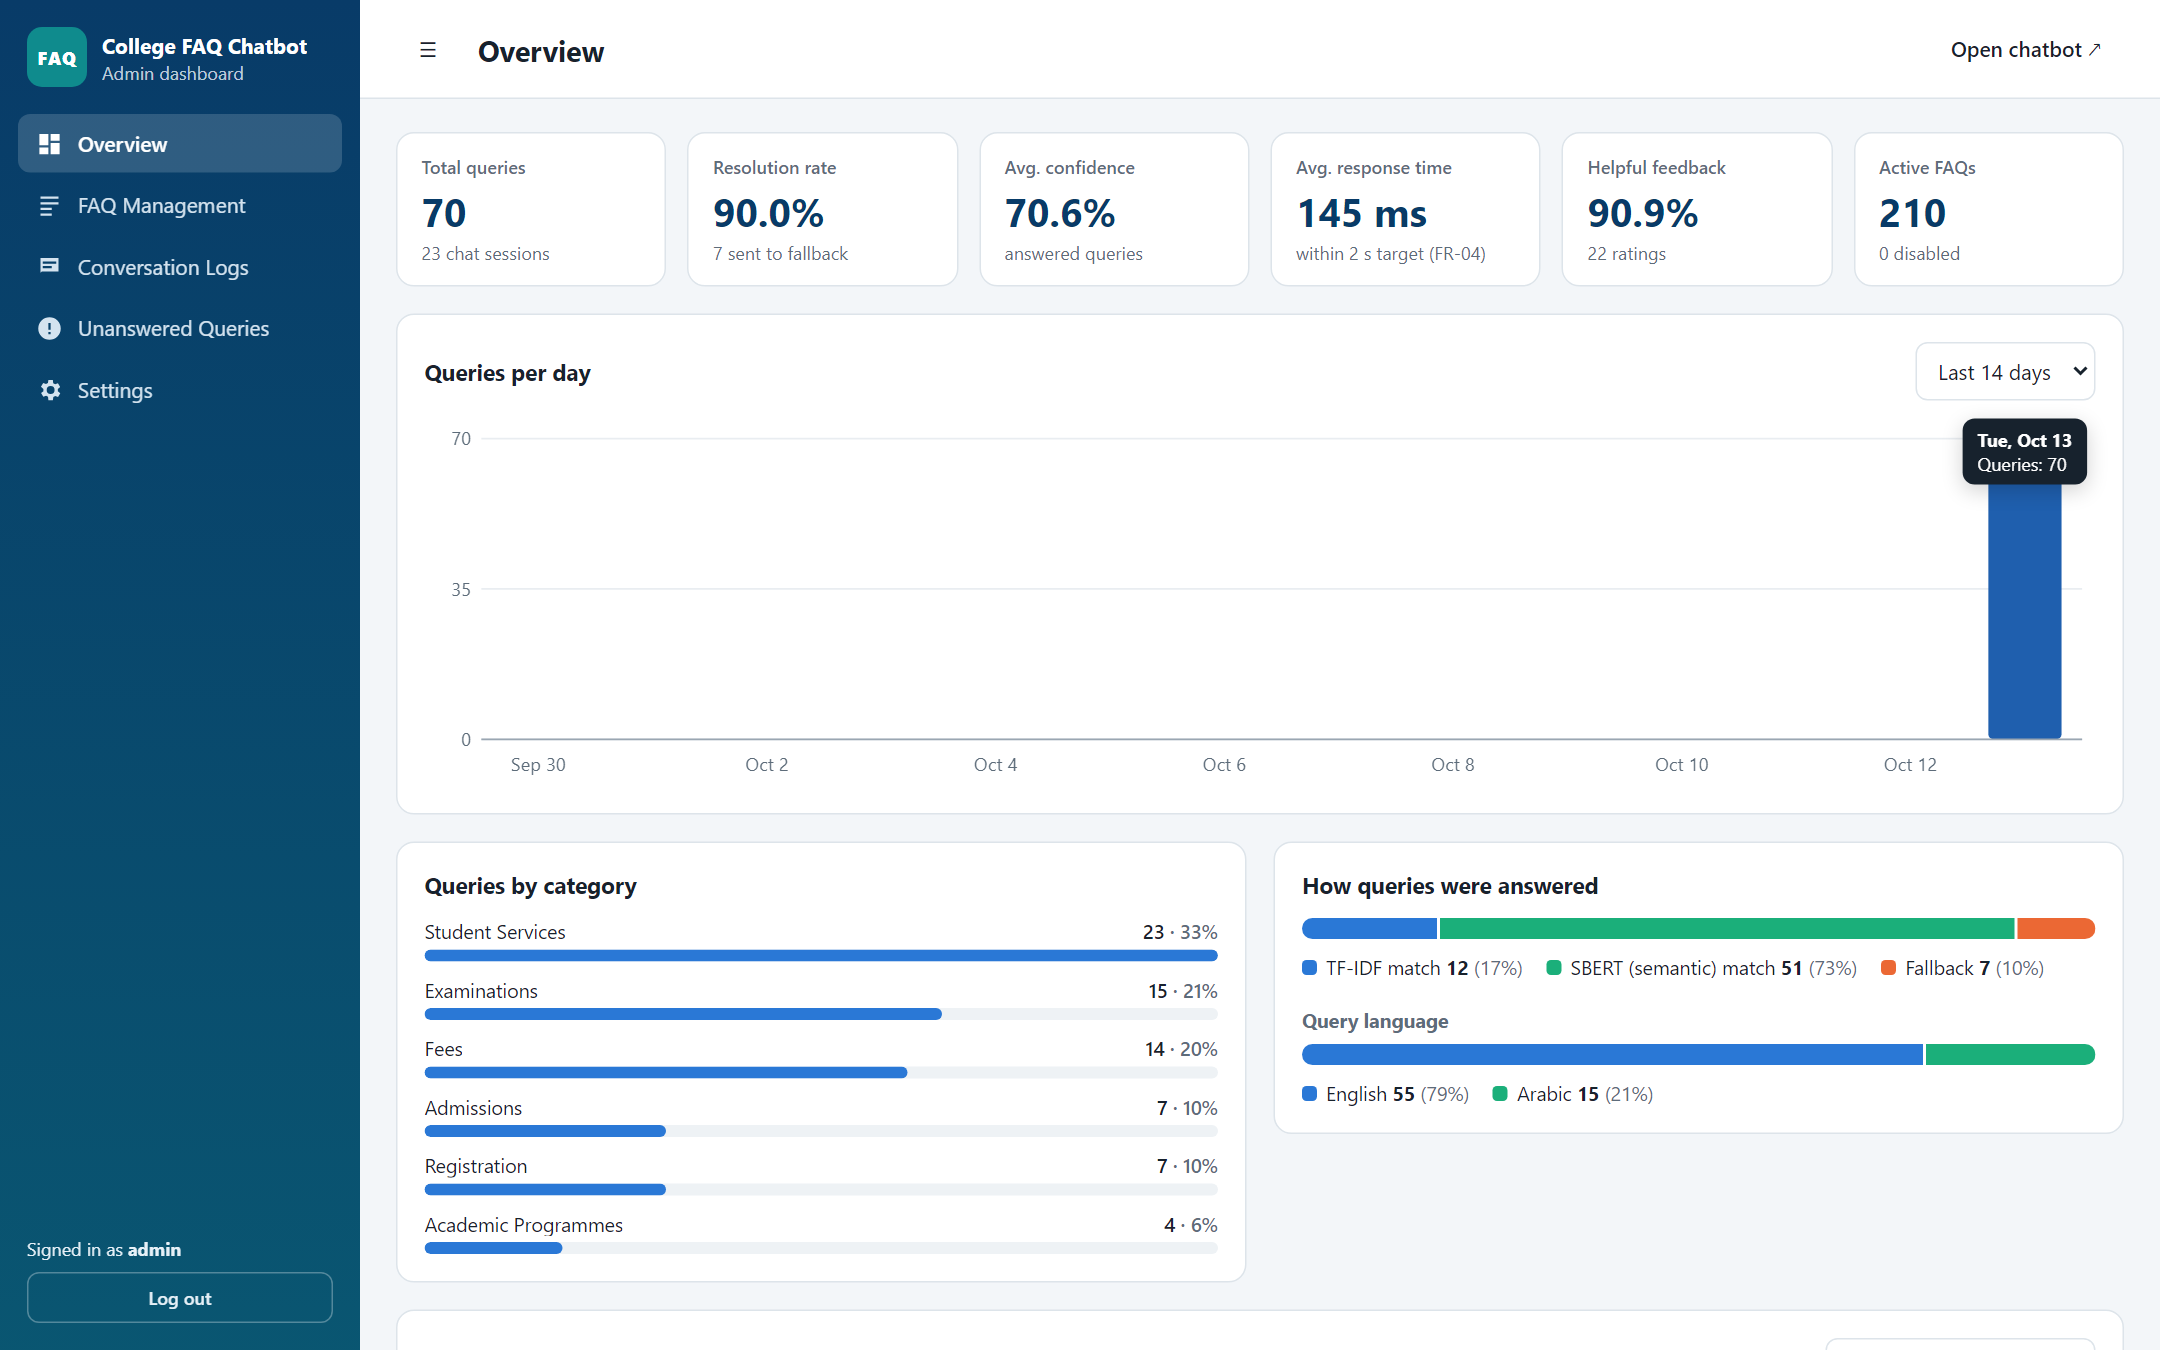 FAQ
College FAQ Chatbot
Admin dashboard
Overview
FAQ Management
Conversation Logs
Unanswered Queries
Settings
Signed in as admin
Log out
☰ Overview
Open chatbot ↗
Total queries
70
23 chat sessions
Resolution rate
90.0%
7 sent to fallback
Avg. confidence
70.6%
answered queries
Avg. response time
145 ms
within 2 s target (FR-04)
Helpful feedback
90.9%
22 ratings
Active FAQs
210
0 disabled
Queries per day
Last 14 days
70
Tue, Oct 13
Queries: 70
35
0
Sep 30 Oct 2 Oct 4 Oct 6 Oct 8 Oct 10 Oct 12
Queries by category
Student Services 23 · 33%
Examinations 15 · 21%
Fees 14 · 20%
Admissions 7 · 10%
Registration 7 · 10%
Academic Programmes 4 · 6%
How queries were answered
TF-IDF match 12 (17%) SBERT (semantic) match 51 (73%) Fallback 7 (10%)
Query language
English 55 (79%) Arabic 15 (21%)